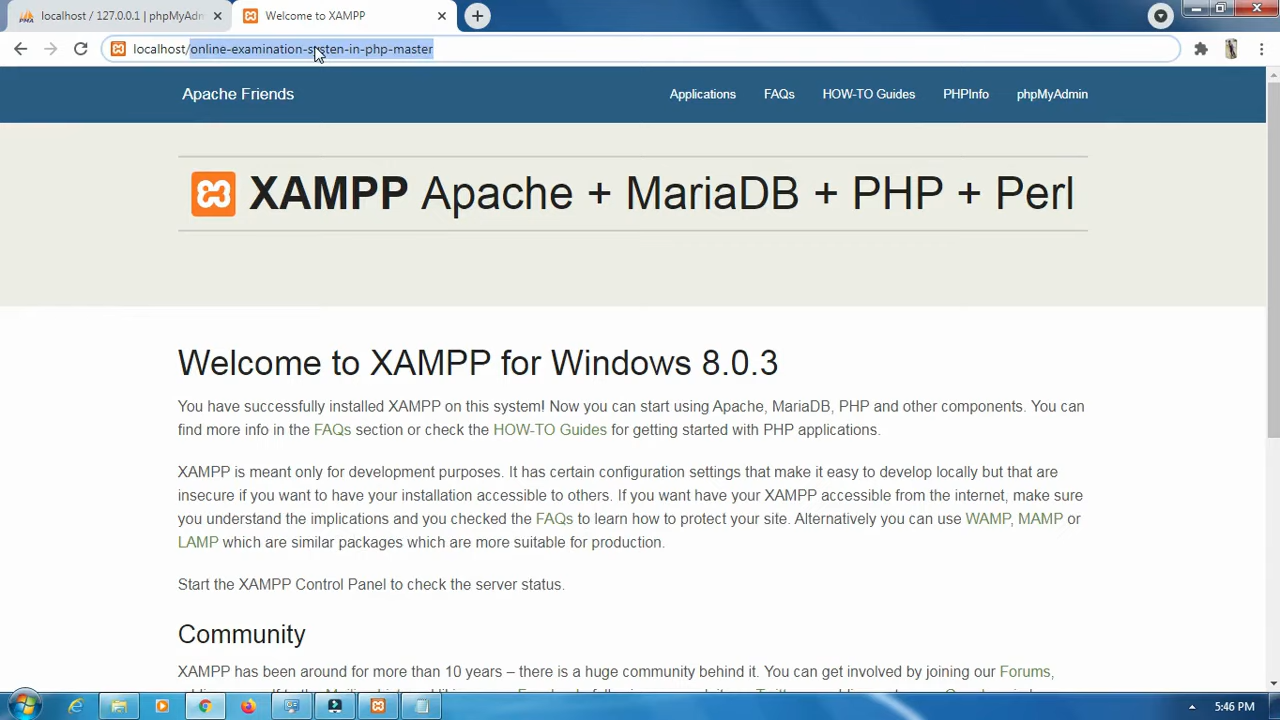 localhost / 127.0.0.1 | phpMyAdm
Welcome to XAMPP
localhost/online-examination-systen-in-php-master
Apache Friends
Applications
FAQs
HOW-TO Guides
PHPInfo
phpMyAdmin
XAMPP Apache + MariaDB + PHP + Perl
Welcome to XAMPP for Windows 8.0.3
You have successfully installed XAMPP on this system! Now you can start using Apache, MariaDB, PHP and other components. You can
find more info in the FAQs section or check the HOW-TO Guides for getting started with PHP applications.
XAMPP is meant only for development purposes. It has certain configuration settings that make it easy to develop locally but that are
insecure if you want to have your installation accessible to others. If you want have your XAMPP accessible from the internet, make sure
you understand the implications and you checked the FAQs to learn how to protect your site. Alternatively you can use WAMP, MAMP or
LAMP which are similar packages which are more suitable for production.
Start the XAMPP Control Panel to check the server status.
Community
XAMPP has been around for more than 10 years – there is a huge community behind it. You can get involved by joining our Forums,
5:46 PM